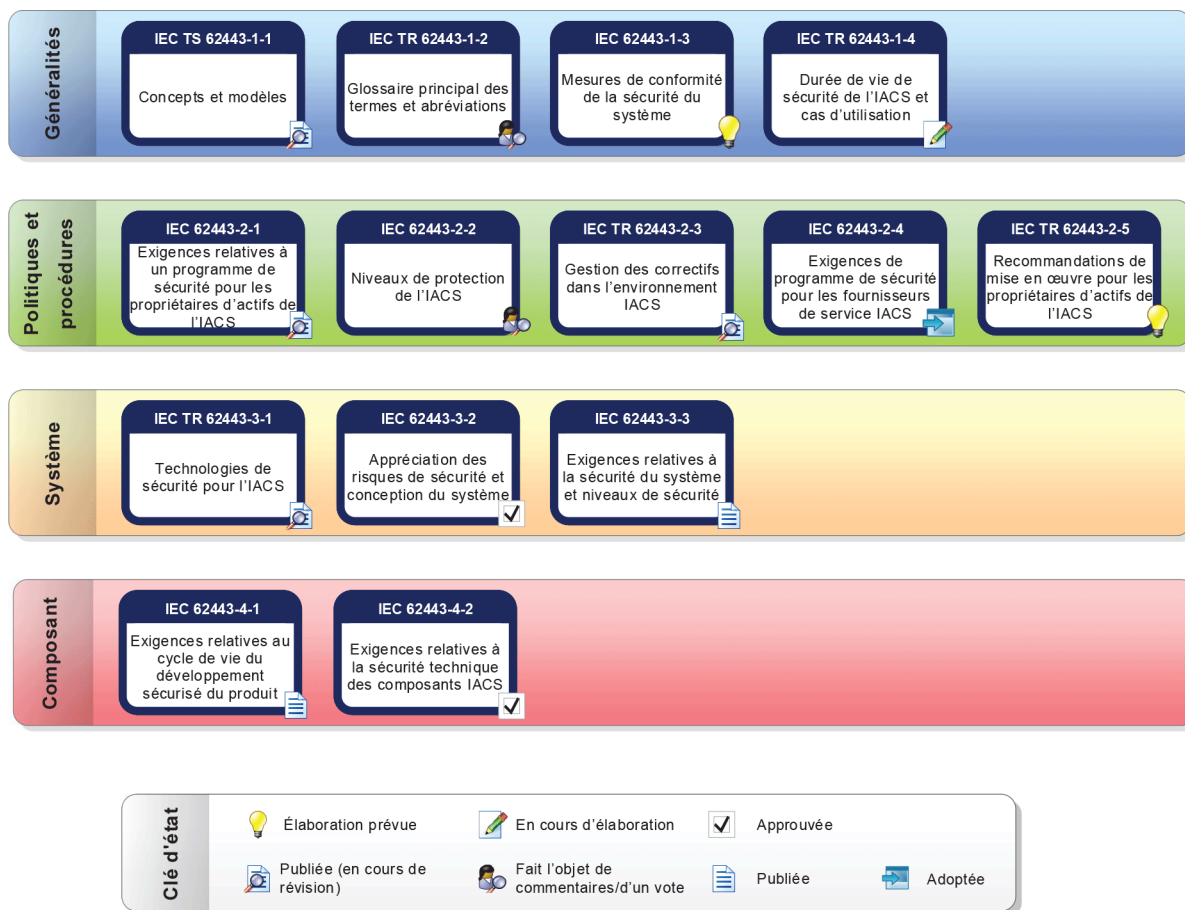 Généralités
IEC TS 62443-1-1
Concepts et modèles
IEC TR 62443-1-2
Glossaire principal des
termes et abréviations
IEC 62443-1-3
Mesures de conformité
de la sécurité du
système
IEC TR 62443-1-4
Durée de vie de
sécurité de l’IACS et
cas d’utilisation
Politiques et
procédures
IEC 62443-2-1
Exigences relatives à
un programme de
sécurité pour les
propriétaires d’actifs de
l’IACS
IEC 62443-2-2
Niveaux de protection
de l’IACS
IEC TR 62443-2-3
Gestion des correctifs
dans l’environnement
IACS
IEC 62443-2-4
Exigences de
programme de sécurité
pour les fournisseurs
de service IACS
IEC TR 62443-2-5
Recommandations de
mise en œuvre pour les
propriétaires d’actifs de
l’IACS
Système
IEC TR 62443-3-1
Technologies de
sécurité pour l’IACS
IEC 62443-3-2
Appréciation des
risques de sécurité et
conception du système
IEC 62443-3-3
Exigences relatives à
la sécurité du système
et niveaux de sécurité
Composant
IEC 62443-4-1
Exigences relatives au
cycle de vie du
développement
sécurisé du produit
IEC 62443-4-2
Exigences relatives à
la sécurité technique
des composants IACS
Clé d'état
Élaboration prévue
En cours d’élaboration
Approuvée
Publiée (en cours de
révision)
Fait l’objet de
commentaires/d’un vote
Publiée
Adoptée